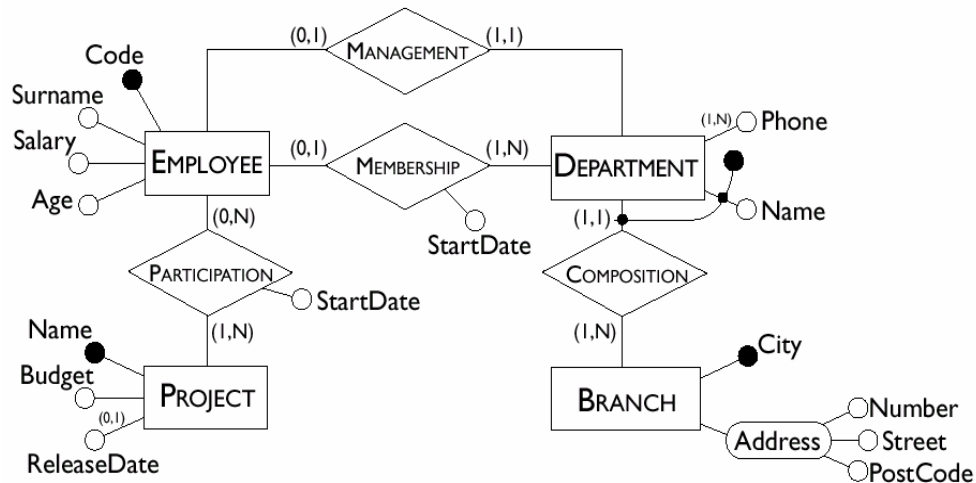 (0,1) MANAGEMENT (1,1)
Code
Surname
Salary
Age
EMPLOYEE
(0,1) MEMBERSHIP (1,N)
StartDate
DEPARTMENT
(1,N) Phone
Name
(0,N)
PARTICIPATION
StartDate
(1,N)
(1,1)
COMPOSITION
(1,N)
Name
Budget
(0,1)
ReleaseDate
PROJECT
BRANCH
City
Address
Number
Street
PostCode